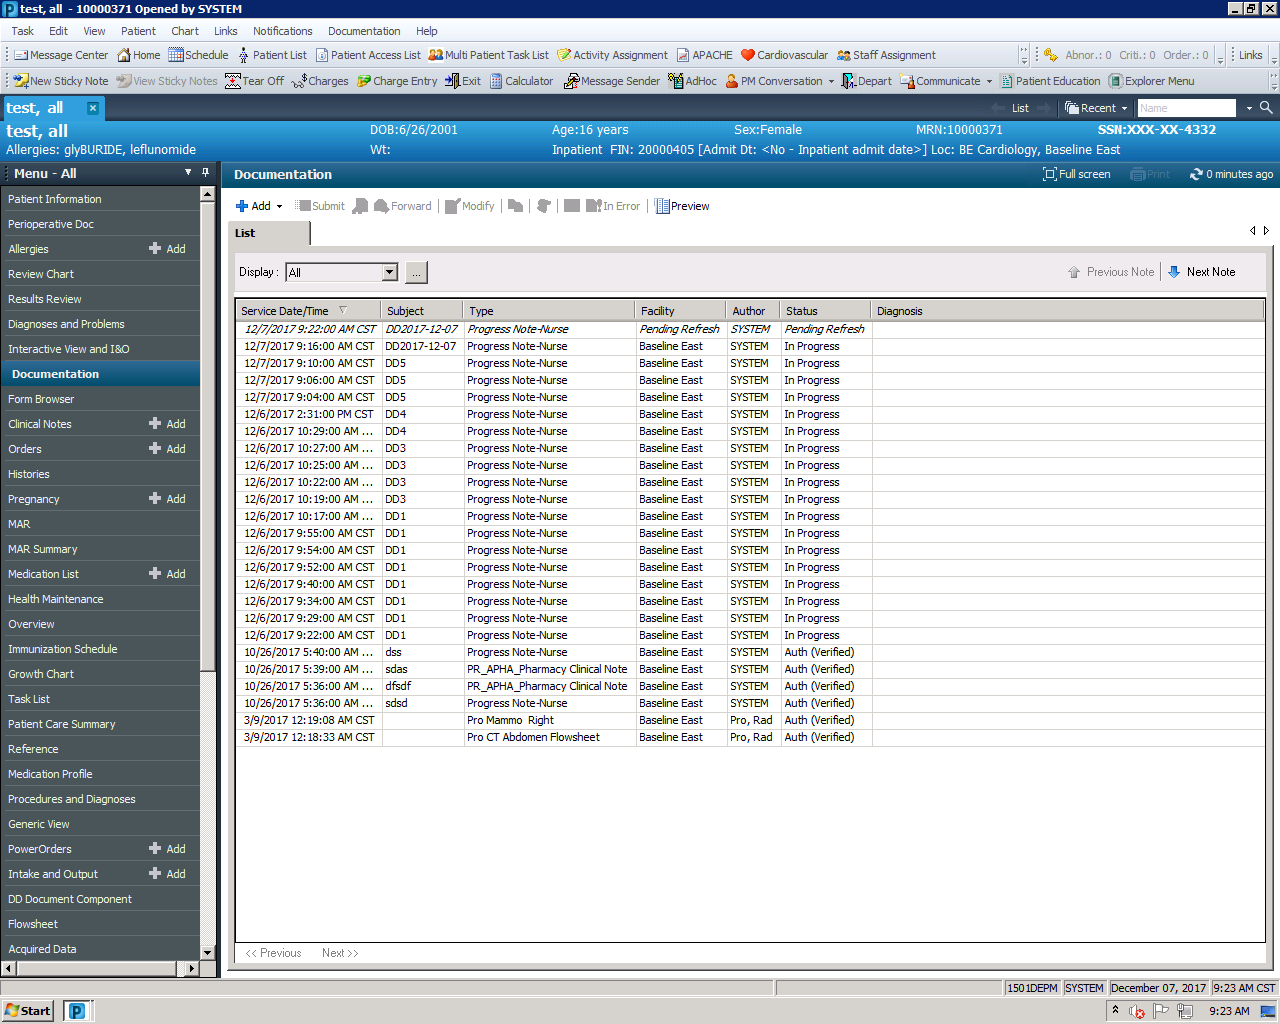 test, all - 10000371 Opened by SYSTEM
Task Edit View Patient Chart Links Notifications Documentation Help
Message Center Home Schedule Patient List Patient Access List Multi Patient Task List Activity Assignment APACHE Cardiovascular Staff Assignment Abnor.: 0 Criti.: 0 Order.: 0 Links
New Sticky Note View Sticky Notes Tear Off Charges Charge Entry Exit Calculator Message Sender AdHoc PM Conversation Depart Communicate Patient Education Explorer Menu
test, all List Recent Name
test, all DOB:6/26/2001 Age:16 years Sex:Female MRN:10000371 SSN:XXX-XX-4332
Allergies: glyBURIDE, leflunomide Wt: Inpatient FIN: 20000405 [Admit Dt: <No - Inpatient admit date>] Loc: BE Cardiology, Baseline East
Menu - All
Patient Information
Perioperative Doc
Allergies Add
Review Chart
Results Review
Diagnoses and Problems
Interactive View and I&O
Documentation
Form Browser
Clinical Notes Add
Orders Add
Histories
Pregnancy Add
MAR
MAR Summary
Medication List Add
Health Maintenance
Overview
Immunization Schedule
Growth Chart
Task List
Patient Care Summary
Reference
Medication Profile
Procedures and Diagnoses
Generic View
PowerOrders Add
Intake and Output Add
DD Document Component
Flowsheet
Acquired Data
Documentation Full screen Print 0 minutes ago
Add Submit Forward Modify In Error Preview
List
Display : All ... Previous Note Next Note
Service Date/Time Subject Type Facility Author Status Diagnosis
12/7/2017 9:22:00 AM CST DD2017-12-07 Progress Note-Nurse Pending Refresh SYSTEM Pending Refresh
12/7/2017 9:16:00 AM CST DD2017-12-07 Progress Note-Nurse Baseline East SYSTEM In Progress
12/7/2017 9:10:00 AM CST DD5 Progress Note-Nurse Baseline East SYSTEM In Progress
12/7/2017 9:06:00 AM CST DD5 Progress Note-Nurse Baseline East SYSTEM In Progress
12/7/2017 9:04:00 AM CST DD5 Progress Note-Nurse Baseline East SYSTEM In Progress
12/6/2017 2:31:00 PM CST DD4 Progress Note-Nurse Baseline East SYSTEM In Progress
12/6/2017 10:29:00 AM ... DD4 Progress Note-Nurse Baseline East SYSTEM In Progress
12/6/2017 10:27:00 AM ... DD3 Progress Note-Nurse Baseline East SYSTEM In Progress
12/6/2017 10:25:00 AM ... DD3 Progress Note-Nurse Baseline East SYSTEM In Progress
12/6/2017 10:22:00 AM ... DD3 Progress Note-Nurse Baseline East SYSTEM In Progress
12/6/2017 10:19:00 AM ... DD3 Progress Note-Nurse Baseline East SYSTEM In Progress
12/6/2017 10:17:00 AM ... DD1 Progress Note-Nurse Baseline East SYSTEM In Progress
12/6/2017 9:55:00 AM CST DD1 Progress Note-Nurse Baseline East SYSTEM In Progress
12/6/2017 9:54:00 AM CST DD1 Progress Note-Nurse Baseline East SYSTEM In Progress
12/6/2017 9:52:00 AM CST DD1 Progress Note-Nurse Baseline East SYSTEM In Progress
12/6/2017 9:40:00 AM CST DD1 Progress Note-Nurse Baseline East SYSTEM In Progress
12/6/2017 9:34:00 AM CST DD1 Progress Note-Nurse Baseline East SYSTEM In Progress
12/6/2017 9:29:00 AM CST DD1 Progress Note-Nurse Baseline East SYSTEM In Progress
12/6/2017 9:22:00 AM CST DD1 Progress Note-Nurse Baseline East SYSTEM In Progress
10/26/2017 5:40:00 AM ... dss Progress Note-Nurse Baseline East SYSTEM Auth (Verified)
10/26/2017 5:39:00 AM ... sdas PR_APHA_Pharmacy Clinical Note Baseline East SYSTEM Auth (Verified)
10/26/2017 5:36:00 AM ... dfsdf PR_APHA_Pharmacy Clinical Note Baseline East SYSTEM Auth (Verified)
10/26/2017 5:36:00 AM ... sdsd Progress Note-Nurse Baseline East SYSTEM Auth (Verified)
3/9/2017 12:19:08 AM CST Pro Mammo Right Baseline East Pro, Rad Auth (Verified)
3/9/2017 12:18:33 AM CST Pro CT Abdomen Flowsheet Baseline East Pro, Rad Auth (Verified)
<< Previous Next >>
1501DEPM SYSTEM December 07, 2017 9:23 AM CST
Start 9:23 AM